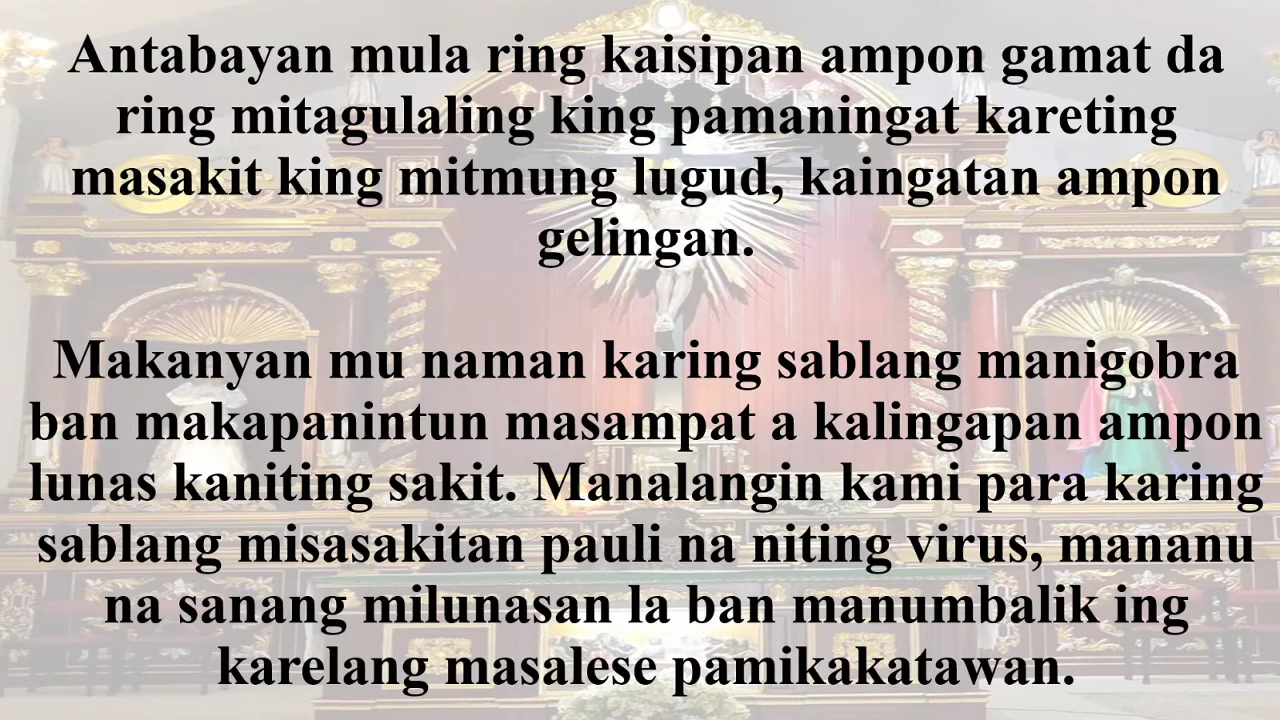 Antabayan mula ring kaisipan ampon gamat da
ring mitagulaling king pamaningat kareting
masakit king mitmung lugud, kaingatan ampon
gelingan.
Makanyan mu naman karing sablang manigobra
ban makapanintun masampat a kalingapan ampon
lunas kaniting sakit. Manalangin kami para karing
sablang misasakitan pauli na niting virus, mananu
na sanang milunasan la ban manumbalik ing
karelang masalese pamikakatawan.